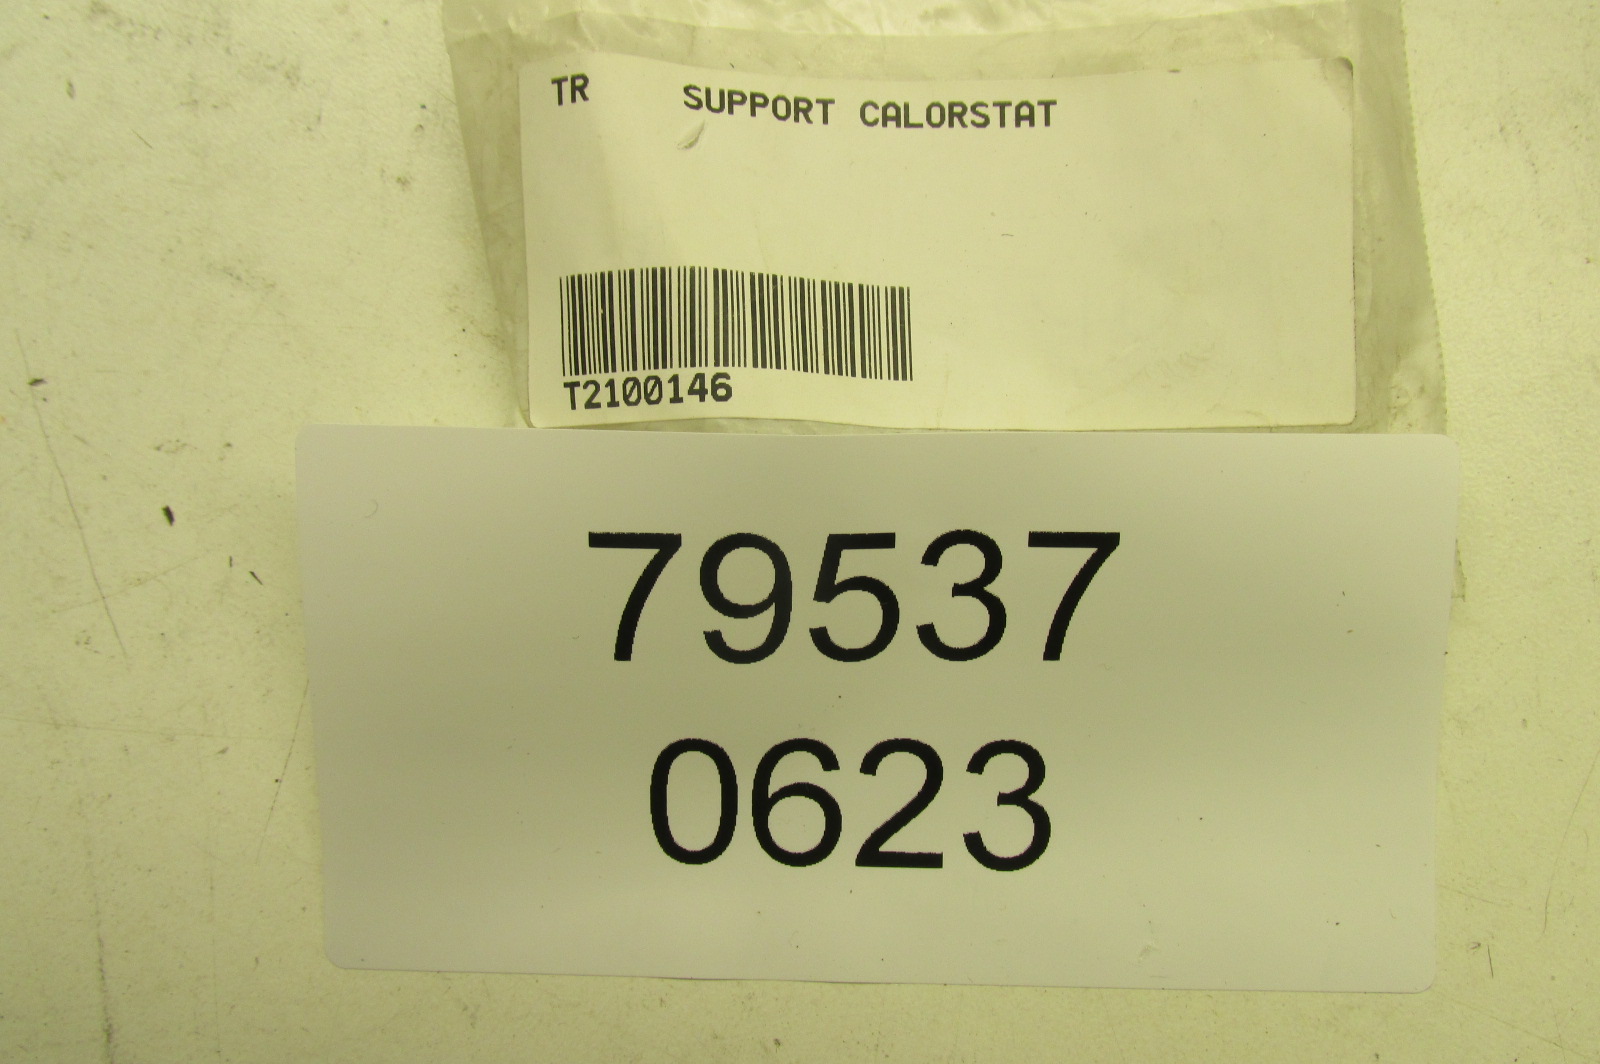 TR SUPPORT CALORSTAT
T2100146
79537
0623